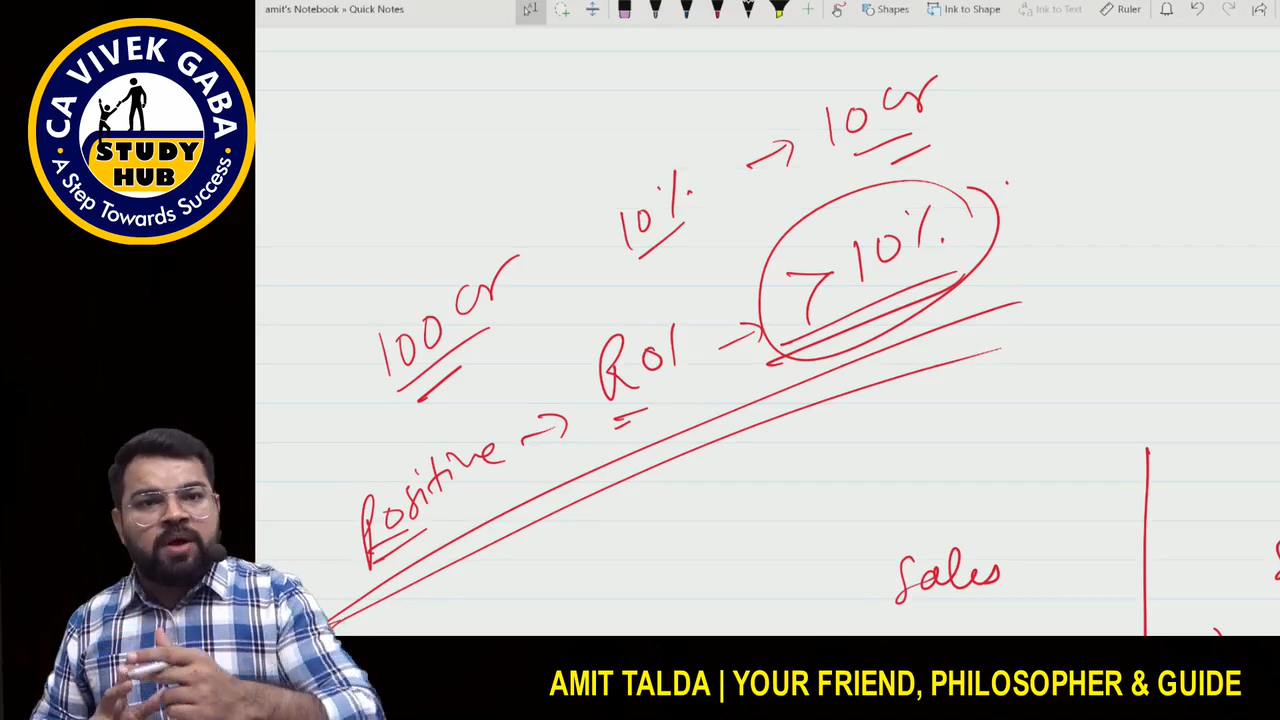 amit's Notebook » Quick Notes
Shapes
Ink to Shape
Ink to Text
Ruler
CA VIVEK GABA
STUDY
HUB
A Step Towards Success
100 cr 10% → 10 cr
Positive → ROI → > 10%
Sales
AMIT TALDA | YOUR FRIEND, PHILOSOPHER & GUIDE